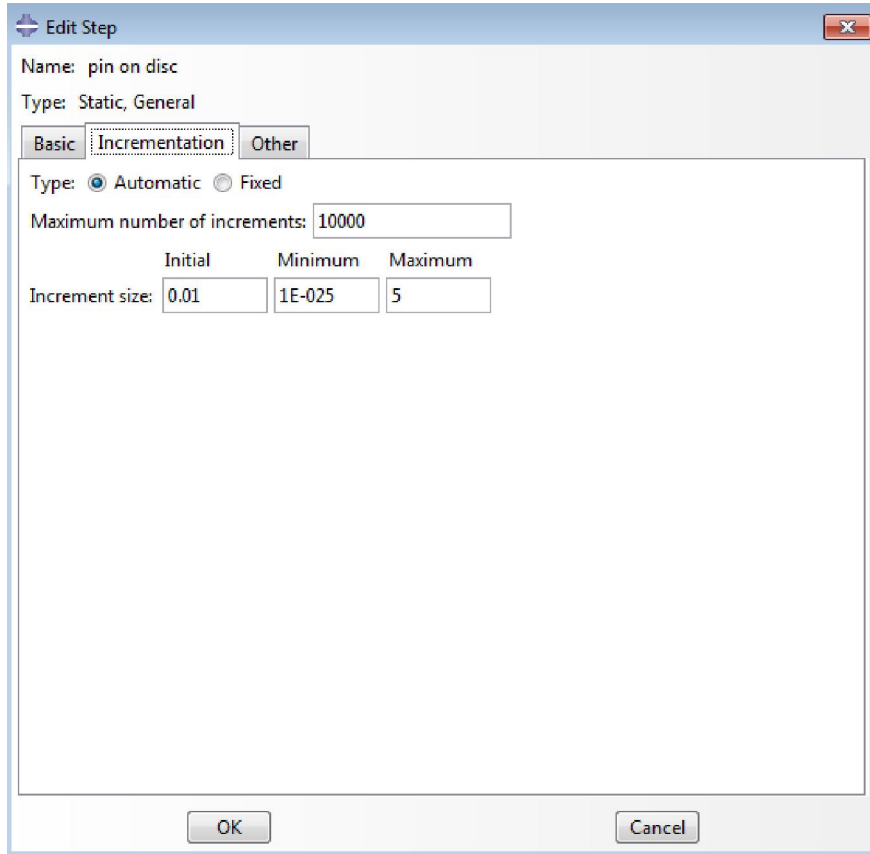 Edit Step
Name: pin on disc
Type: Static, General
Basic Incrementation Other
Type: Automatic Fixed
Maximum number of increments: 10000
Initial Minimum Maximum
Increment size: 0.01 1E-025 5
OK Cancel